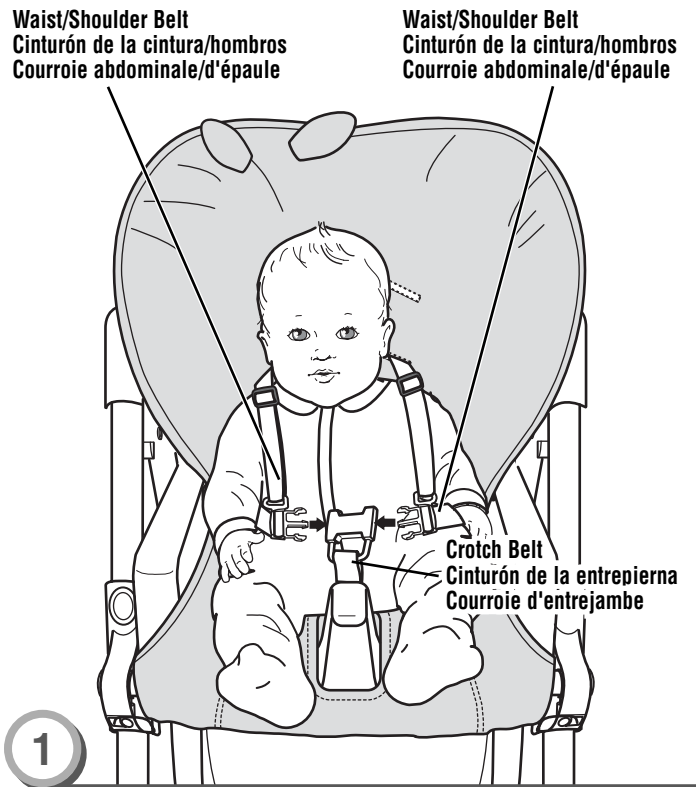 Waist/Shoulder Belt
Cinturón de la cintura/hombros
Courroie abdominale/d'épaule
Waist/Shoulder Belt
Cinturón de la cintura/hombros
Courroie abdominale/d'épaule
Crotch Belt
Cinturón de la entrepierna
Courroie d'entrejambe
1